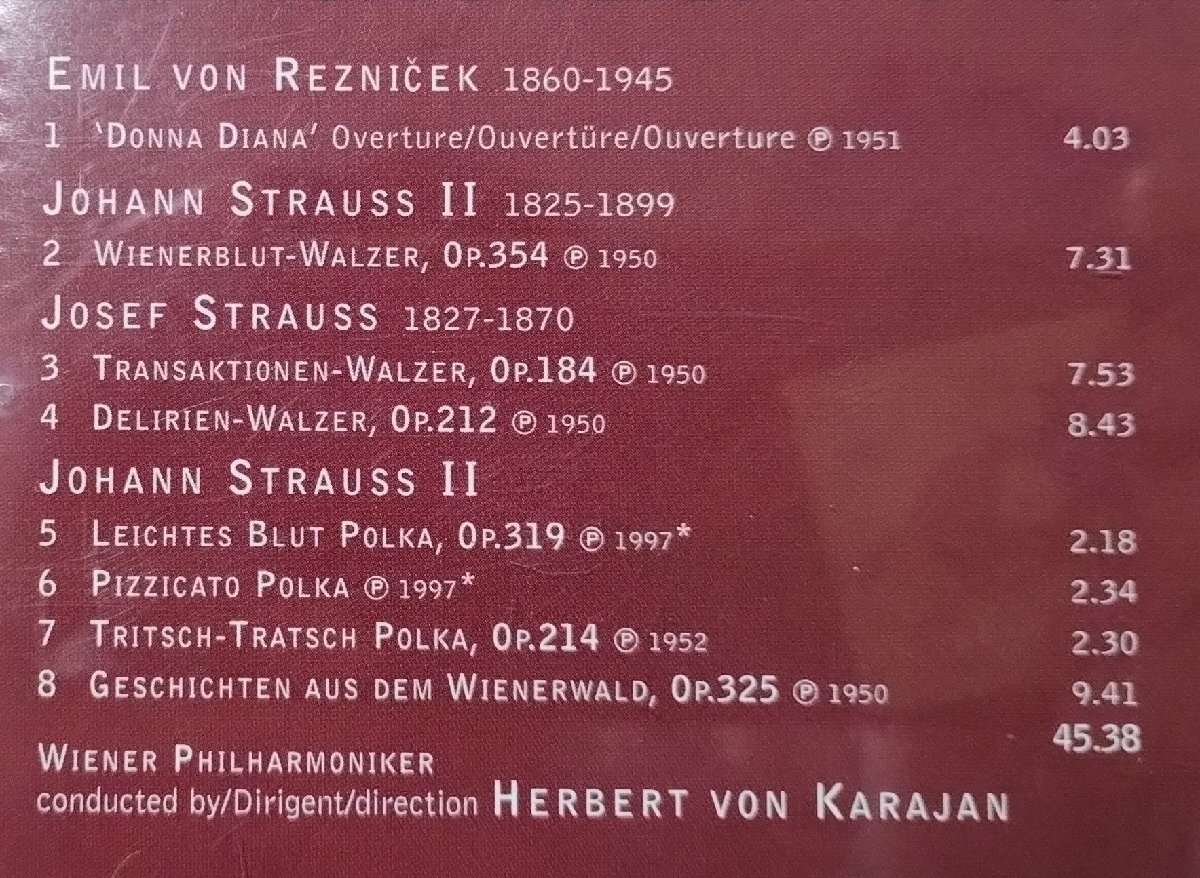 EMIL VON REZNIČEK 1860-1945
1 'DONNA DIANA' Overture/Ouvertüre/Ouverture ℗ 1951 4.03
JOHANN STRAUSS II 1825-1899
2 WIENERBLUT-WALZER, OP.354 ℗ 1950 7.31
JOSEF STRAUSS 1827-1870
3 TRANSAKTIONEN-WALZER, OP.184 ℗ 1950 7.53
4 DELIRIEN-WALZER, OP.212 ℗ 1950 8.43
JOHANN STRAUSS II
5 LEICHTES BLUT POLKA, OP.319 ℗ 1997* 2.18
6 PIZZICATO POLKA ℗ 1997* 2.34
7 TRITSCH-TRATSCH POLKA, OP.214 ℗ 1952 2.30
8 GESCHICHTEN AUS DEM WIENERWALD, OP.325 ℗ 1950 9.41
45.38
WIENER PHILHARMONIKER
conducted by/Dirigent/direction HERBERT VON KARAJAN